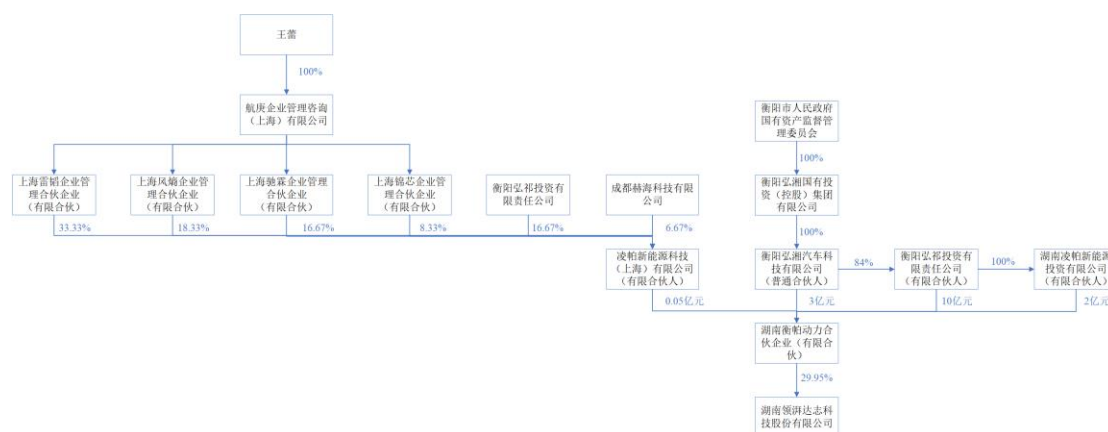 王蕾
100%
航庚企业管理咨询
（上海）有限公司
衡阳市人民政府
国有资产监督管
理委员会
100%
上海雷韬企业管
理合伙企业
（有限合伙）
上海风熵企业管
理合伙企业
（有限合伙）
上海驰霖企业管理
合伙企业
（有限合伙）
上海锦芯企业管
理合伙企业
（有限合伙）
衡阳弘祁投资有
限责任公司
成都赫海科技有限
公司
衡阳弘湘国有投
资（控股）集团
有限公司
33.33%
18.33%
16.67%
8.33%
16.67%
6.67%
100%
凌帕新能源科技
（上海）有限公司
（有限合伙人）
衡阳弘湘汽车科
技有限公司
（普通合伙人）
84%
衡阳弘祁投资有
限责任公司
（有限合伙人）
100%
湖南凌帕新能源
投资有限公司
（有限合伙人）
0.05亿元
3亿元
10亿元
2亿元
湖南衡帕动力合
伙企业（有限合
伙）
29.95%
湖南领湃达志科
技股份有限公司